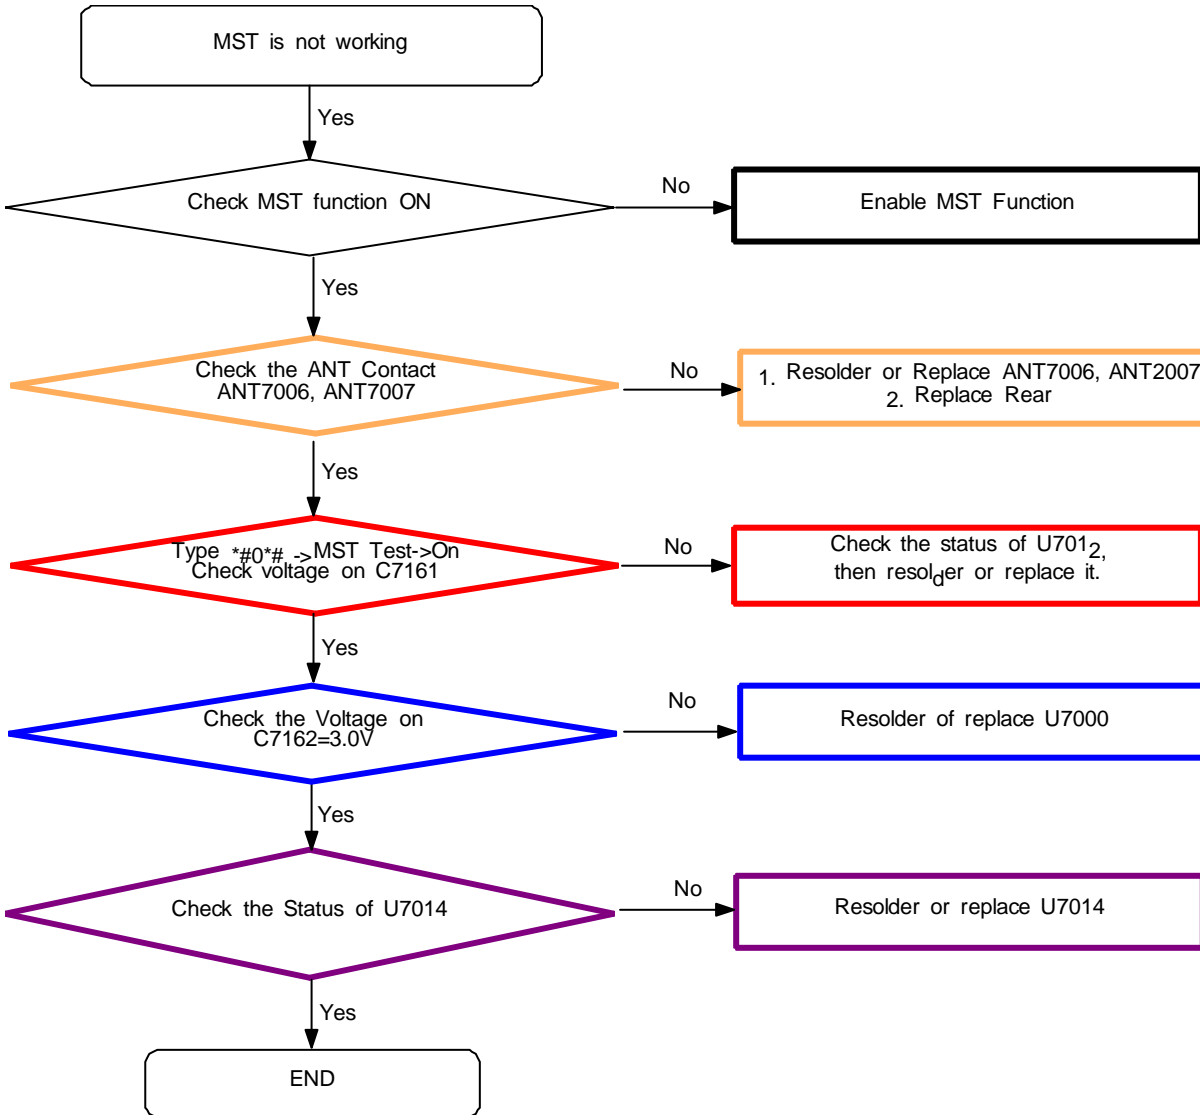 MST is not working
Yes
Check MST function ON
No
Enable MST Function
Yes
Check the ANT Contact
ANT7006, ANT7007
No
1. Resolder or Replace ANT7006, ANT2007
2. Replace Rear
Yes
Type *#0*# ->MST Test->On
Check voltage on C7161
No
Check the status of U7012,
then resolder or replace it.
Yes
Check the Voltage on
C7162=3.0V
No
Resolder of replace U7000
Yes
Check the Status of U7014
No
Resolder or replace U7014
Yes
END